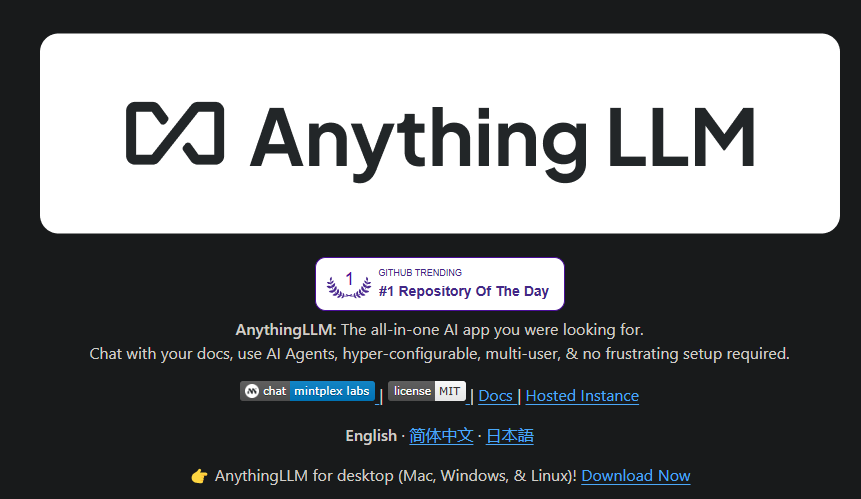 Anything LLM
1
GITHUB TRENDING
#1 Repository Of The Day
AnythingLLM: The all-in-one AI app you were looking for.
Chat with your docs, use AI Agents, hyper-configurable, multi-user, & no frustrating setup required.
chat mintplex labs | license MIT | Docs | Hosted Instance
English · 简体中文 · 日本語
👉 AnythingLLM for desktop (Mac, Windows, & Linux)! Download Now